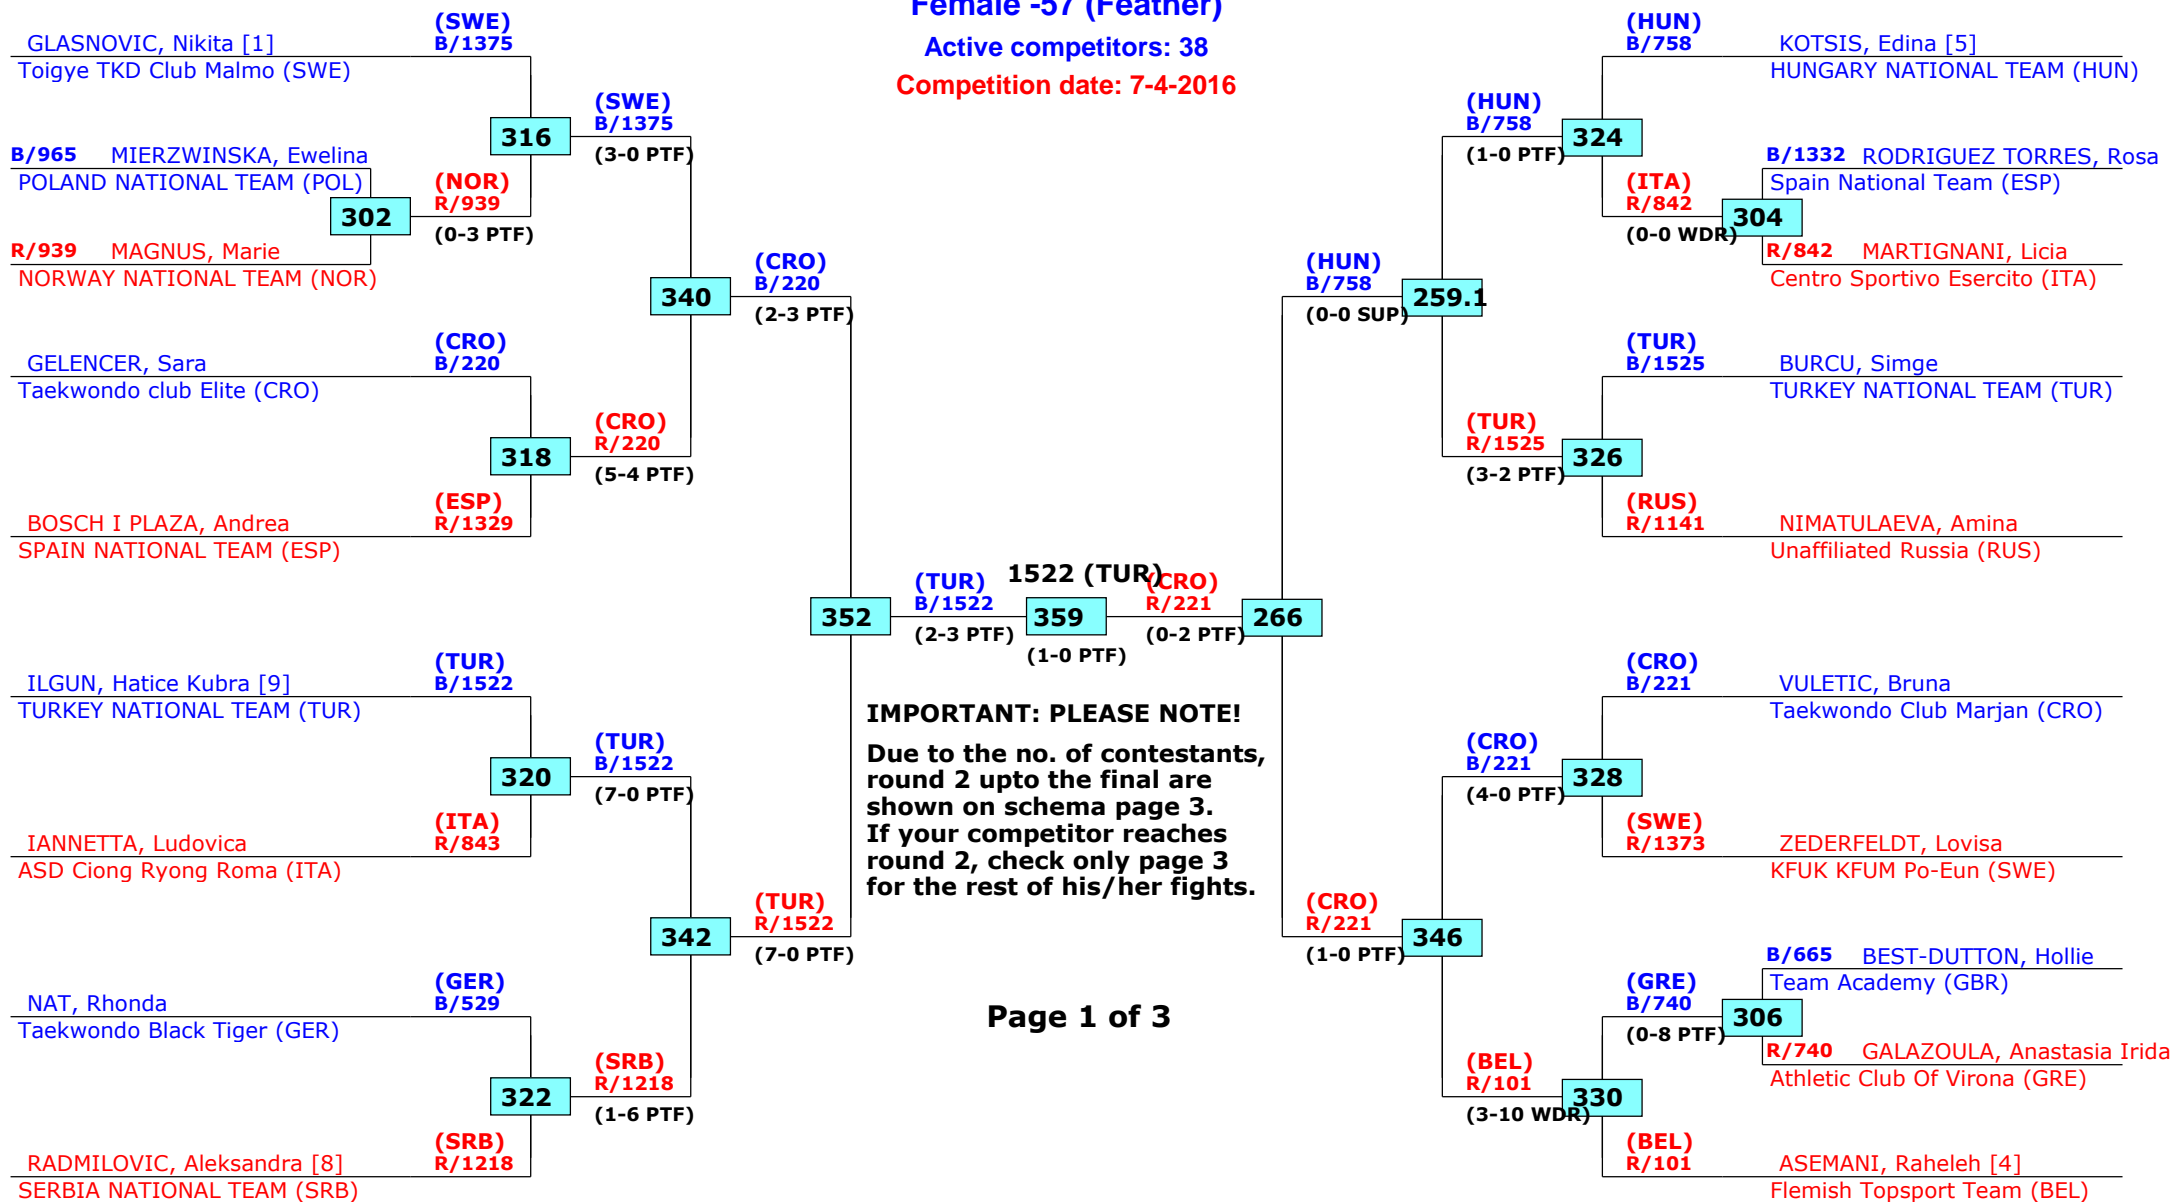 Female -57 (Feather)
Active competitors: 38
Competition date: 7-4-2016
(SWE)
B/1375
GLASNOVIC, Nikita [1]
Toigye TKD Club Malmo (SWE)
316
(SWE)
B/1375
(3-0 PTF)
B/965 MIERZWINSKA, Ewelina
POLAND NATIONAL TEAM (POL)
302
(NOR)
R/939
(0-3 PTF)
R/939 MAGNUS, Marie
NORWAY NATIONAL TEAM (NOR)
340
(CRO)
B/220
(2-3 PTF)
(CRO)
B/220
GELENCER, Sara
Taekwondo club Elite (CRO)
318
(CRO)
R/220
(5-4 PTF)
(ESP)
R/1329
BOSCH I PLAZA, Andrea
SPAIN NATIONAL TEAM (ESP)
352
(TUR)
B/1522
(2-3 PTF)
1522 (TUR)
359
(1-0 PTF)
(CRO)
R/221
(0-2 PTF)
266
(TUR)
B/1522
ILGUN, Hatice Kubra [9]
TURKEY NATIONAL TEAM (TUR)
320
(TUR)
B/1522
(7-0 PTF)
(ITA)
R/843
IANNETTA, Ludovica
ASD Ciong Ryong Roma (ITA)
342
(TUR)
R/1522
(7-0 PTF)
(GER)
B/529
NAT, Rhonda
Taekwondo Black Tiger (GER)
322
(SRB)
R/1218
(1-6 PTF)
(SRB)
R/1218
RADMILOVIC, Aleksandra [8]
SERBIA NATIONAL TEAM (SRB)
IMPORTANT: PLEASE NOTE!
Due to the no. of contestants,
round 2 upto the final are
shown on schema page 3.
If your competitor reaches
round 2, check only page 3
for the rest of his/her fights.
Page 1 of 3
(HUN)
B/758
KOTSIS, Edina [5]
HUNGARY NATIONAL TEAM (HUN)
(HUN)
B/758
(1-0 PTF)
324
B/1332 RODRIGUEZ TORRES, Rosa
Spain National Team (ESP)
(ITA)
R/842
(0-0 WDR)
304
R/842 MARTIGNANI, Licia
Centro Sportivo Esercito (ITA)
(HUN)
B/758
(0-0 SUP)
259.1
(TUR)
B/1525
BURCU, Simge
TURKEY NATIONAL TEAM (TUR)
(TUR)
R/1525
(3-2 PTF)
326
(RUS)
R/1141
NIMATULAEVA, Amina
Unaffiliated Russia (RUS)
(CRO)
B/221
VULETIC, Bruna
Taekwondo Club Marjan (CRO)
(CRO)
B/221
(4-0 PTF)
328
(SWE)
R/1373
ZEDERFELDT, Lovisa
KFUK KFUM Po-Eun (SWE)
(CRO)
R/221
(1-0 PTF)
346
B/665 BEST-DUTTON, Hollie
Team Academy (GBR)
(GRE)
B/740
(0-8 PTF)
306
R/740 GALAZOULA, Anastasia Irida
Athletic Club Of Virona (GRE)
(BEL)
R/101
(3-10 WDR)
330
(BEL)
R/101
ASEMANI, Raheleh [4]
Flemish Topsport Team (BEL)